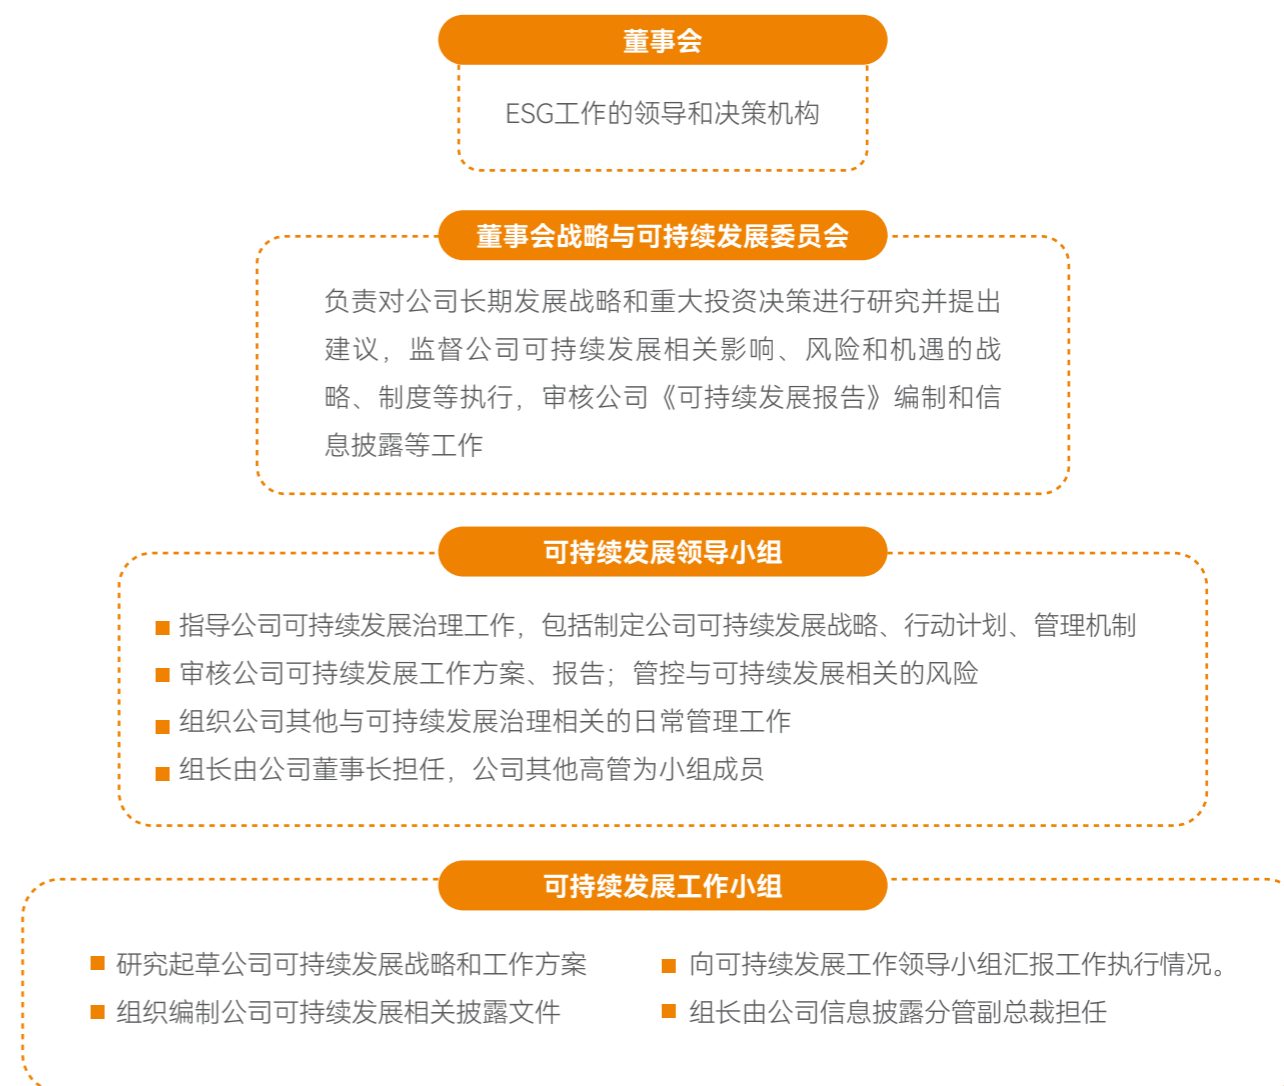 董事会
ESG工作的领导和决策机构
董事会战略与可持续发展委员会
负责对公司长期发展战略和重大投资决策进行研究并提出
建议，监督公司可持续发展相关影响、风险和机遇的战
略、制度等执行，审核公司《可持续发展报告》编制和信
息披露等工作
可持续发展领导小组
指导公司可持续发展治理工作，包括制定公司可持续发展战略、行动计划、管理机制
审核公司可持续发展工作方案、报告；管控与可持续发展相关的风险
组织公司其他与可持续发展治理相关的日常管理工作
组长由公司董事长担任，公司其他高管为小组成员
可持续发展工作小组
研究起草公司可持续发展战略和工作方案
组织编制公司可持续发展相关披露文件
向可持续发展工作领导小组汇报工作执行情况。
组长由公司信息披露分管副总裁担任